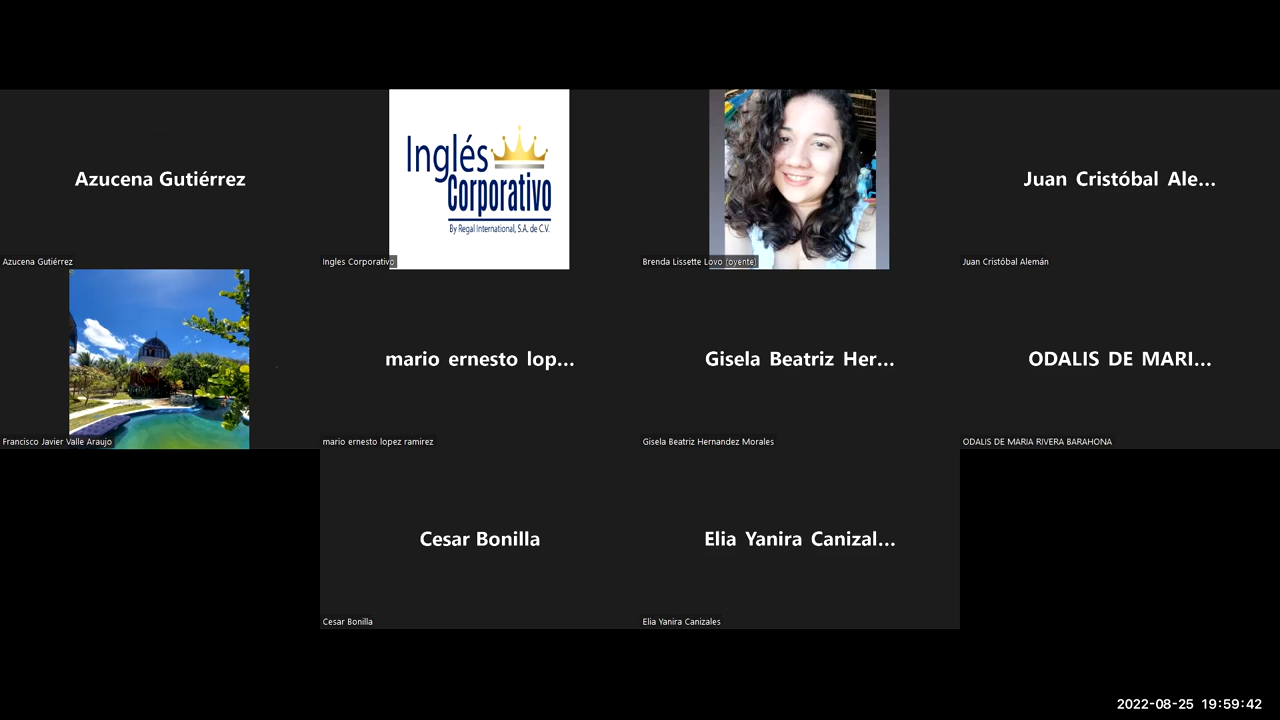 Azucena Gutiérrez
Azucena Gutiérrez
Inglés
Corporativo
By Regal International, S.A. de C.V.
Ingles Corporativo
Brenda Lissette Lovo (oyente)
Juan Cristóbal Ale...
Juan Cristóbal Alemán
Francisco Javier Valle Araujo
mario ernesto lop...
mario ernesto lopez ramirez
Gisela Beatriz Her...
Gisela Beatriz Hernandez Morales
ODALIS DE MARI...
ODALIS DE MARIA RIVERA BARAHONA
Cesar Bonilla
Cesar Bonilla
Elia Yanira Canizal...
Elia Yanira Canizales
2022-08-25 19:59:42